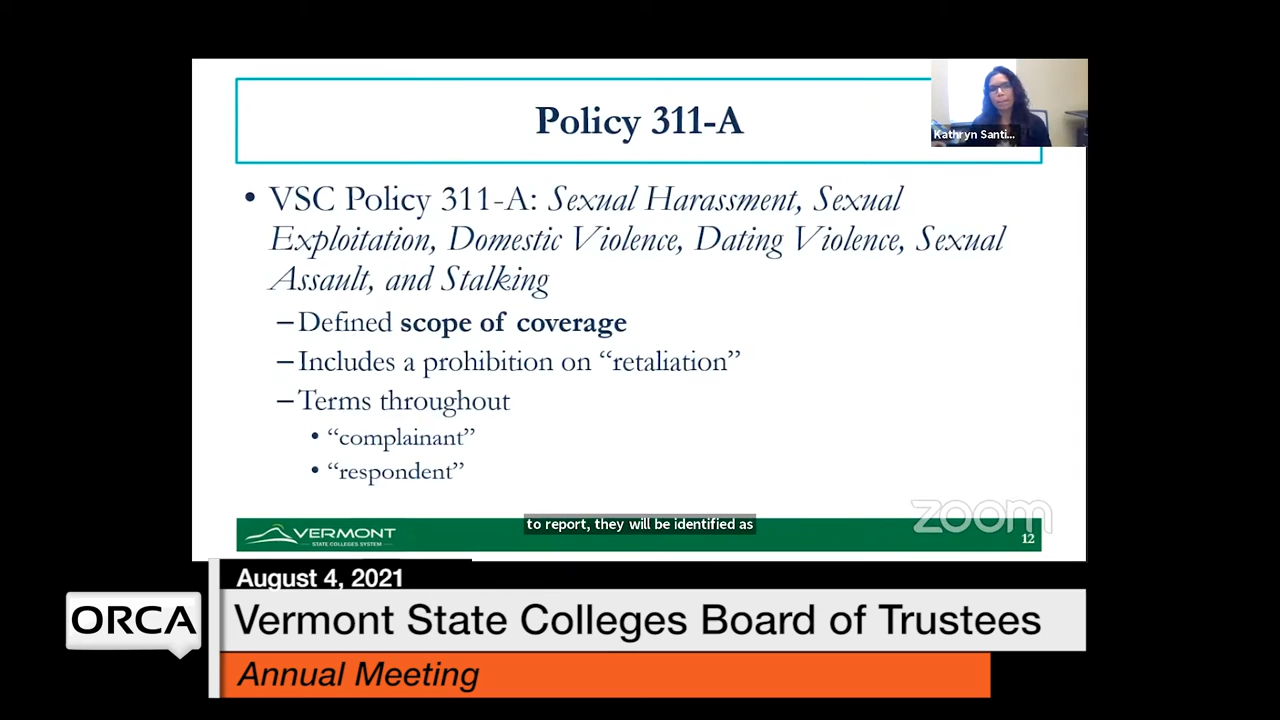 Policy 311-A
Kathryn Santi...
• VSC Policy 311-A: Sexual Harassment, Sexual
Exploitation, Domestic Violence, Dating Violence, Sexual
Assault, and Stalking
–Defined scope of coverage
–Includes a prohibition on “retaliation”
–Terms throughout
• “complainant”
• “respondent”
zoom
VERMONT
STATE COLLEGES SYSTEM
to report, they will be identified as
12
August 4, 2021
ORCA
Vermont State Colleges Board of Trustees
Annual Meeting